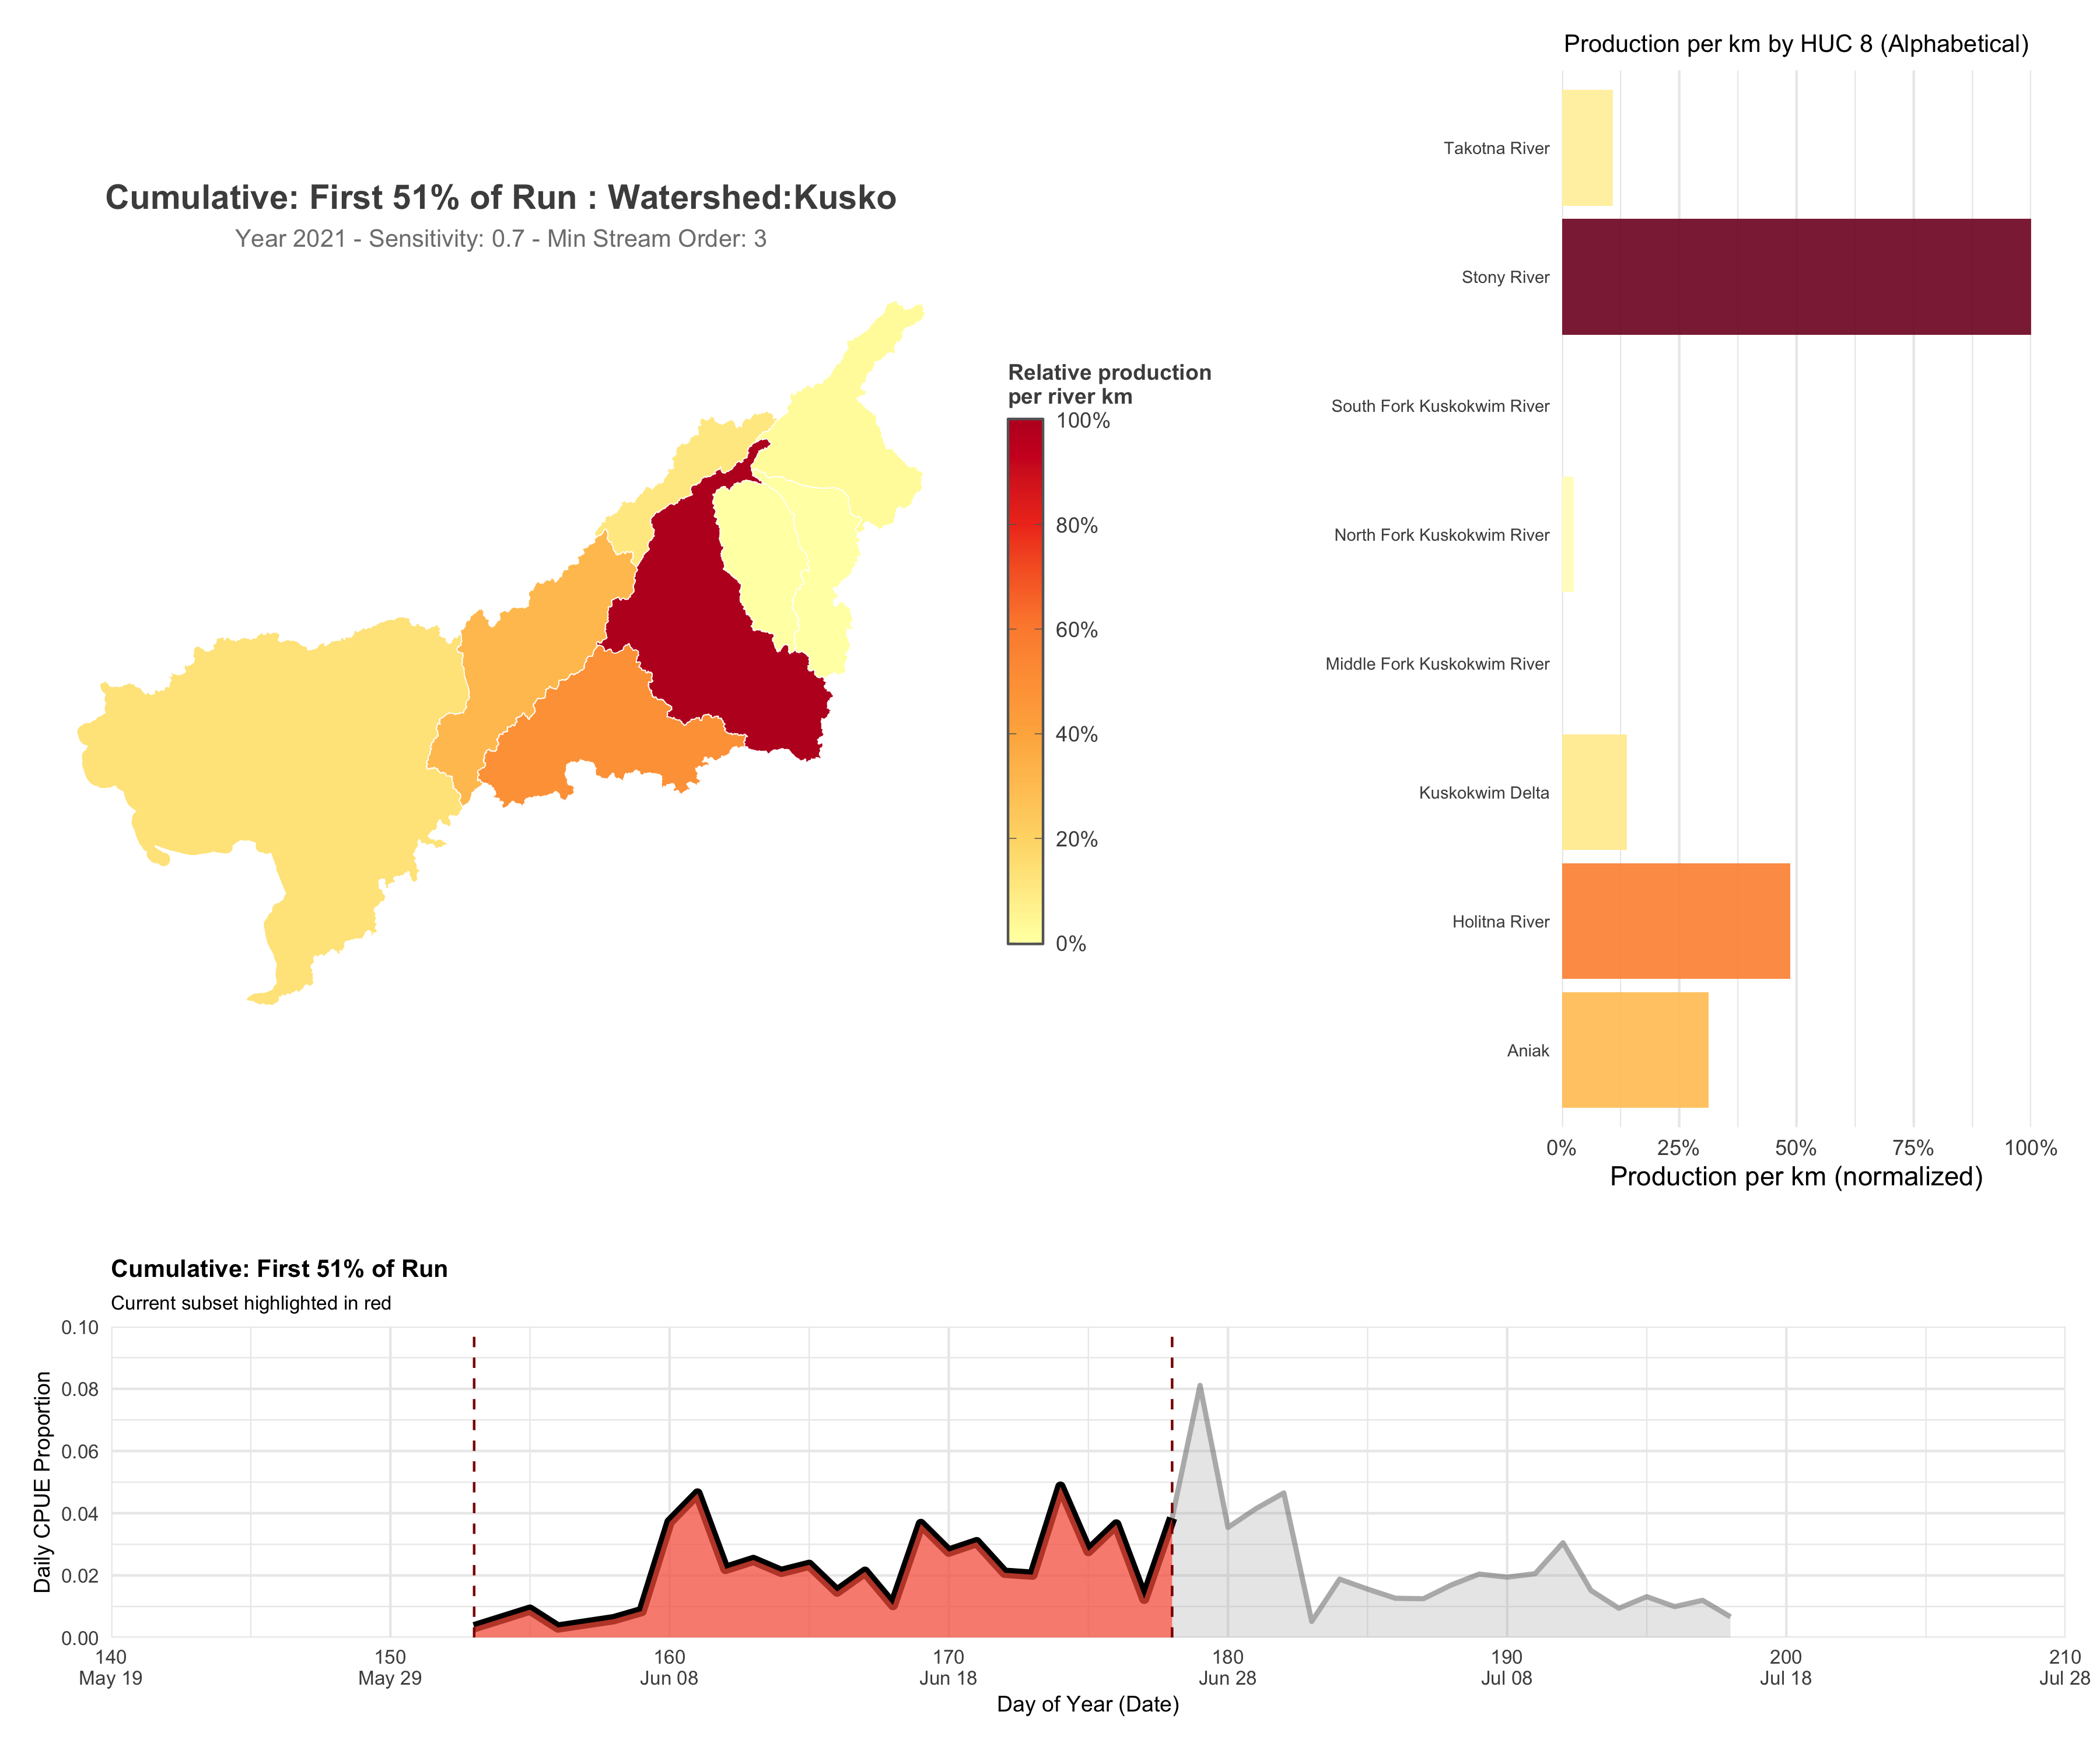 Cumulative: First 51% of Run : Watershed:Kusko
Year 2021 - Sensitivity: 0.7 - Min Stream Order: 3
Relative production
per river km
100%
80%
60%
40%
20%
0%
Production per km by HUC 8 (Alphabetical)
Takotna River
Stony River
South Fork Kuskokwim River
North Fork Kuskokwim River
Middle Fork Kuskokwim River
Kuskokwim Delta
Holitna River
Aniak
0% 25% 50% 75% 100%
Production per km (normalized)
Cumulative: First 51% of Run
Current subset highlighted in red
Daily CPUE Proportion
0.10
0.08
0.06
0.04
0.02
0.00
140 150 160 170 180 190 200 210
May 19 May 29 Jun 08 Jun 18 Jun 28 Jul 08 Jul 18 Jul 28
Day of Year (Date)